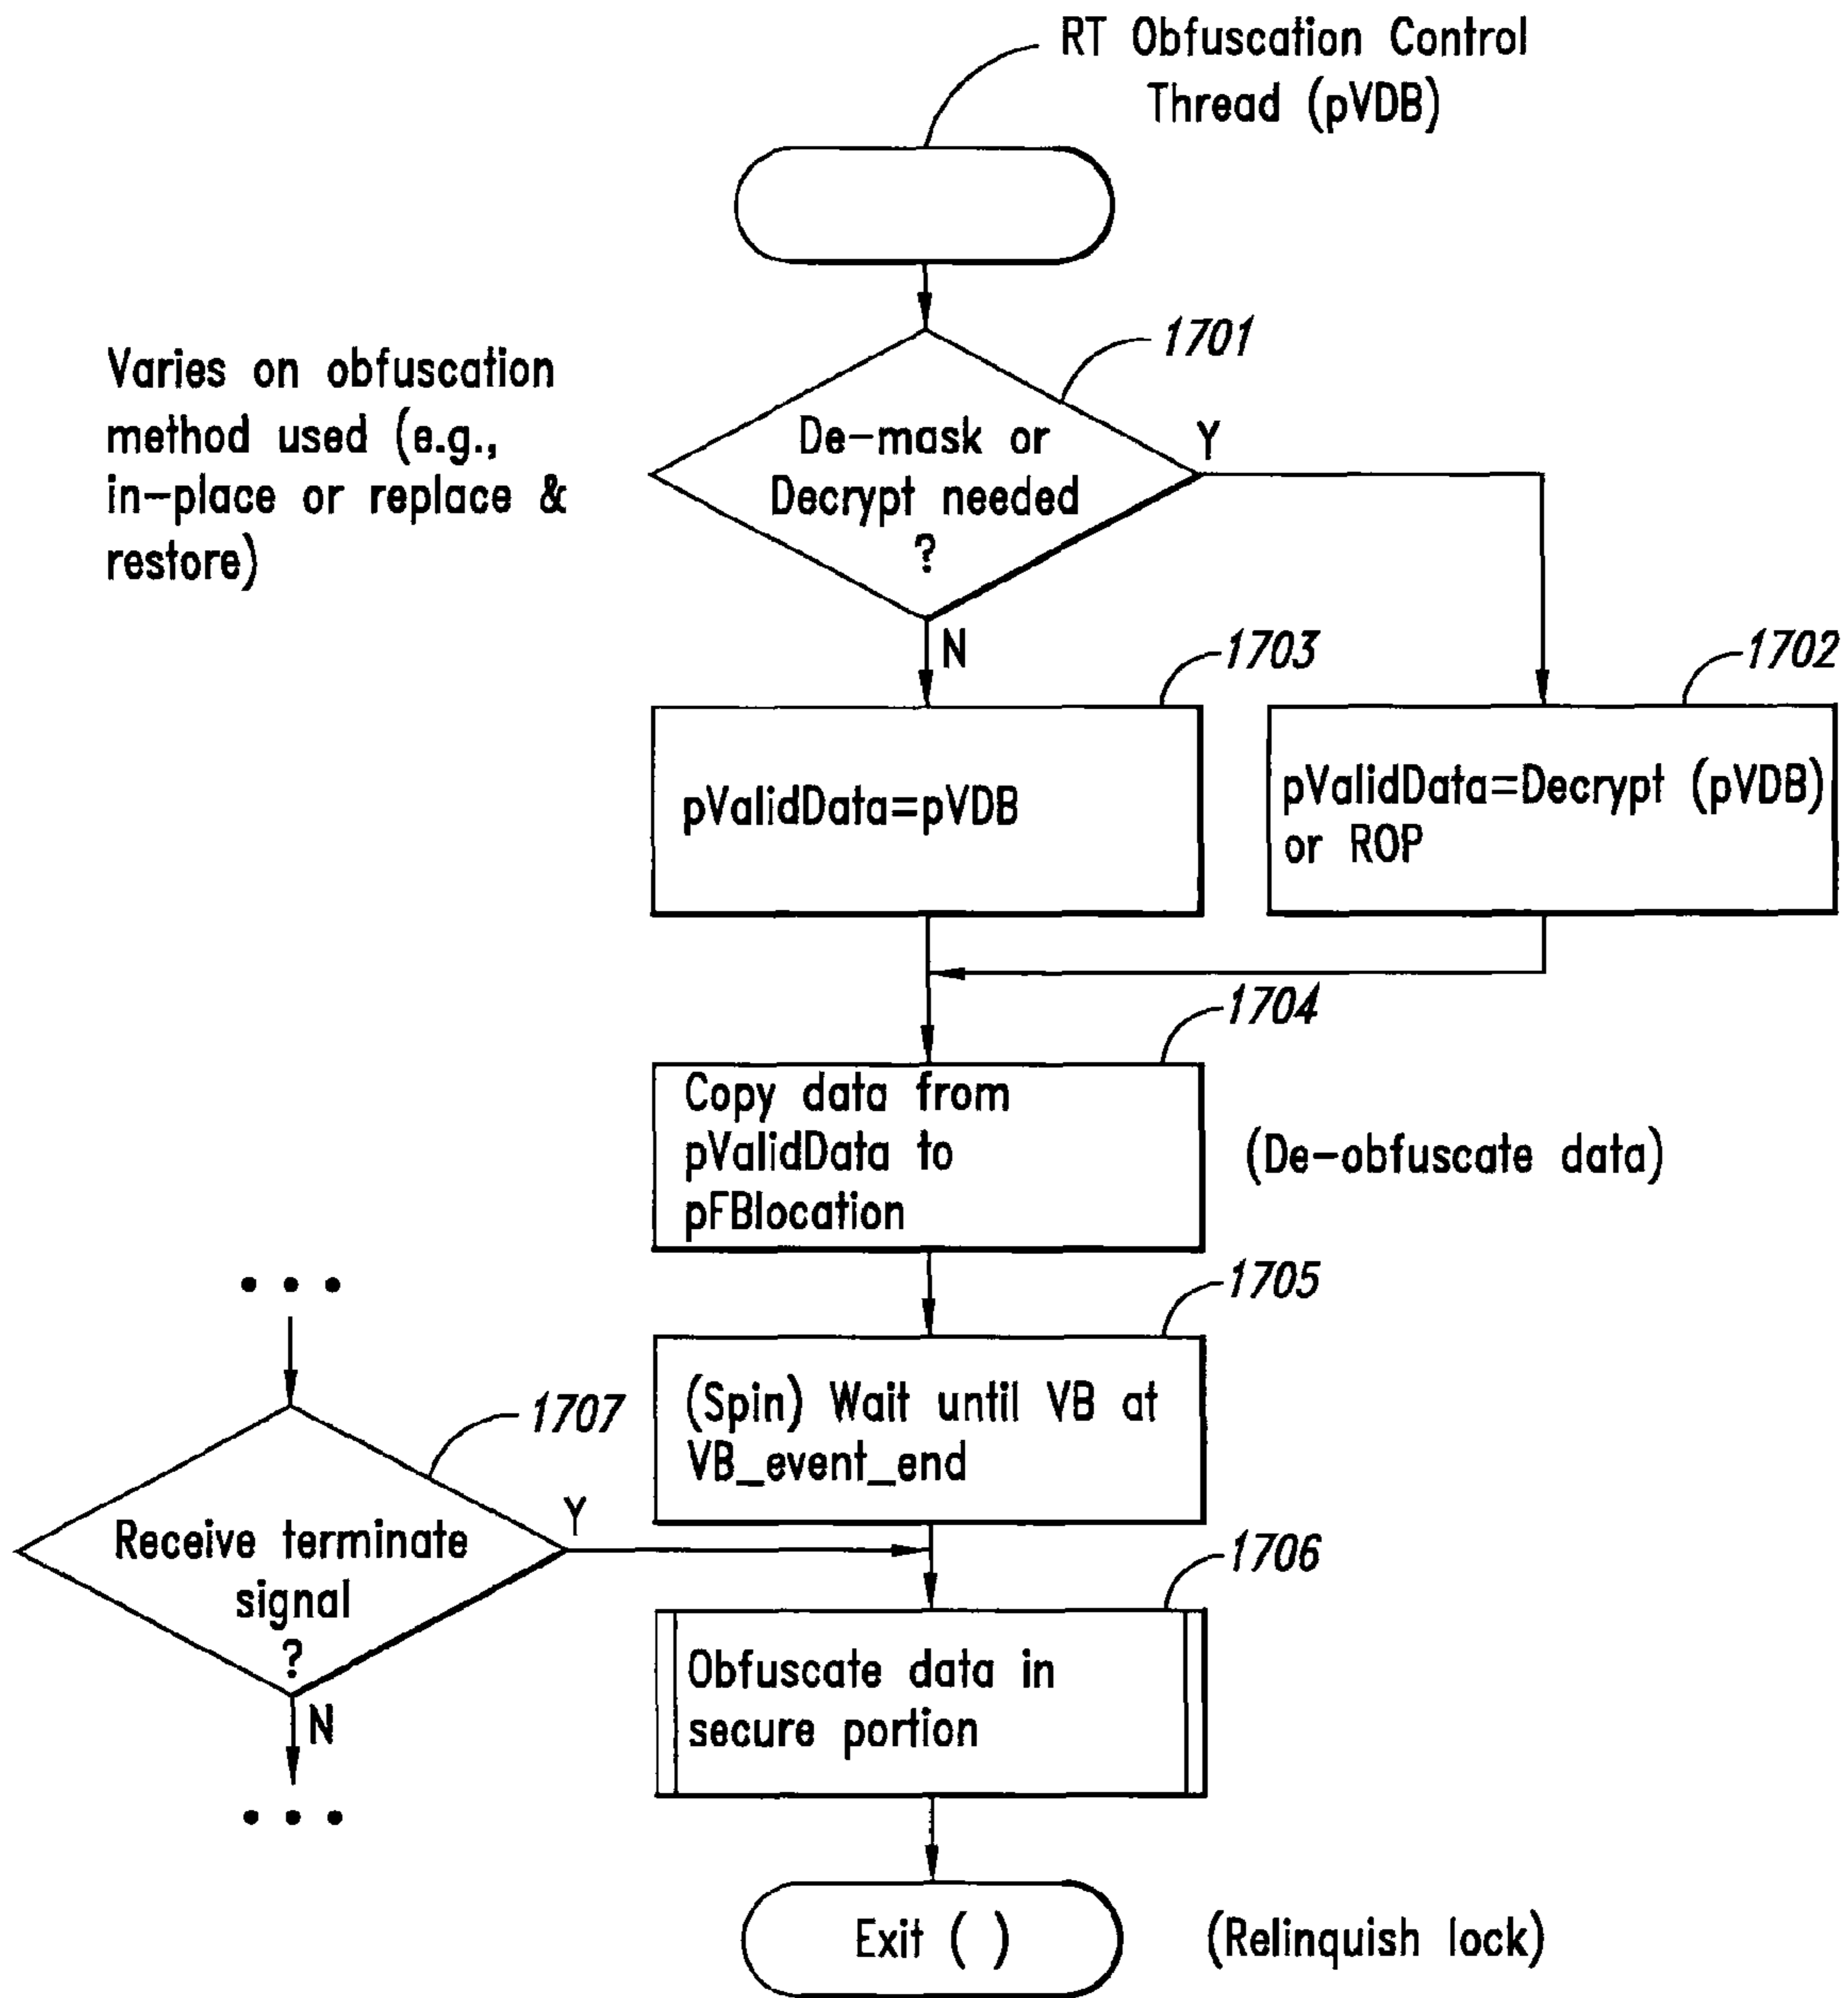 RT Obfuscation Control
Thread (pVDB)
Varies on obfuscation
method used (e.g.,
in-place or replace &
restore)
1701
De-mask or
Decrypt needed
?
Y
N
1703
pValidData=pVDB
1702
pValidData=Decrypt (pVDB)
or ROP
1704
Copy data from
pValidData to
pFBlocation
(De-obfuscate data)
1705
(Spin) Wait until VB at
VB_event_end
• • •
1707
Receive terminate
signal
?
Y
N
• • •
1706
Obfuscate data in
secure portion
Exit ( )
(Relinquish lock)